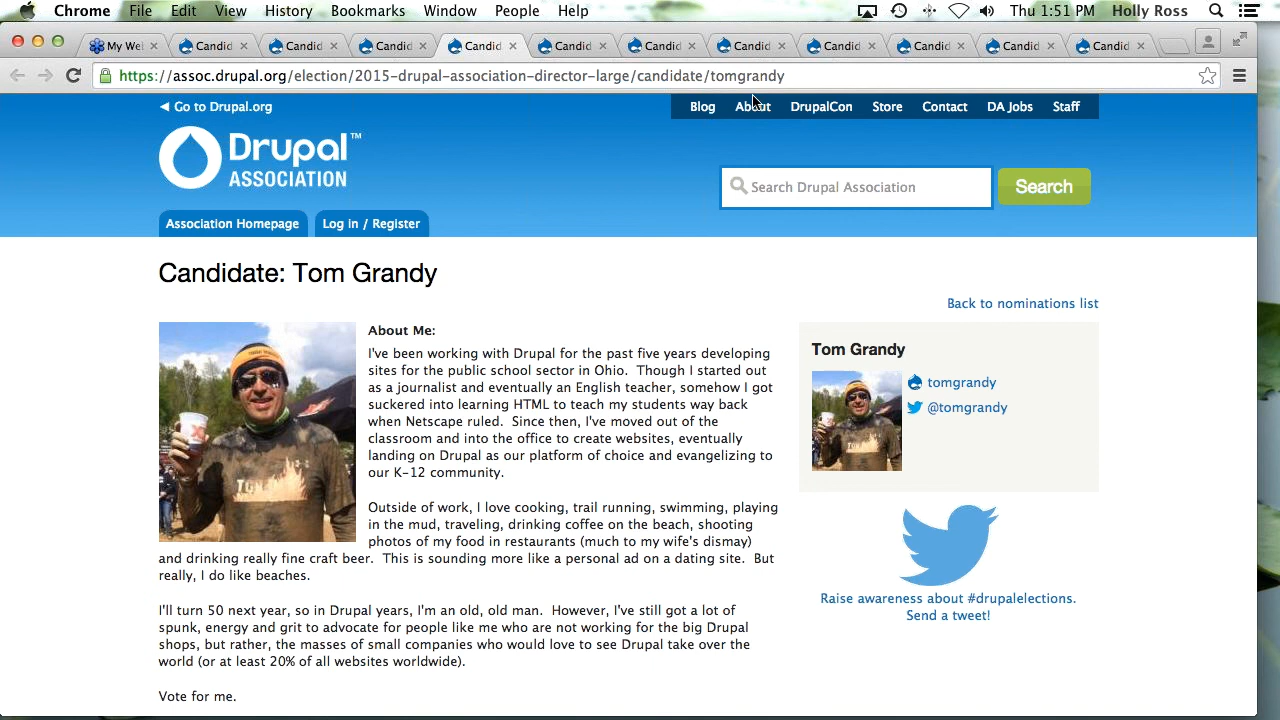 Chrome File Edit View History Bookmarks Window People Help Thu 1:51 PM Holly Ross
My Wel Candid Candid Candid Candid Candid Candid Candid Candid Candid Candid Candid
https://assoc.drupal.org/election/2015-drupal-association-director-large/candidate/tomgrandy
◀ Go to Drupal.org Blog About DrupalCon Store Contact DA Jobs Staff
Drupal™
ASSOCIATION
Search Drupal Association Search
Association Homepage Log in / Register
Candidate: Tom Grandy
Back to nominations list
About Me:
I've been working with Drupal for the past five years developing
sites for the public school sector in Ohio. Though I started out
as a journalist and eventually an English teacher, somehow I got
suckered into learning HTML to teach my students way back
when Netscape ruled. Since then, I've moved out of the
classroom and into the office to create websites, eventually
landing on Drupal as our platform of choice and evangelizing to
our K-12 community.
Outside of work, I love cooking, trail running, swimming, playing
in the mud, traveling, drinking coffee on the beach, shooting
photos of my food in restaurants (much to my wife's dismay)
and drinking really fine craft beer. This is sounding more like a personal ad on a dating site. But
really, I do like beaches.
I'll turn 50 next year, so in Drupal years, I'm an old, old man. However, I've still got a lot of
spunk, energy and grit to advocate for people like me who are not working for the big Drupal
shops, but rather, the masses of small companies who would love to see Drupal take over the
world (or at least 20% of all websites worldwide).
Vote for me.
Tom Grandy
tomgrandy
@tomgrandy
Raise awareness about #drupalelections.
Send a tweet!